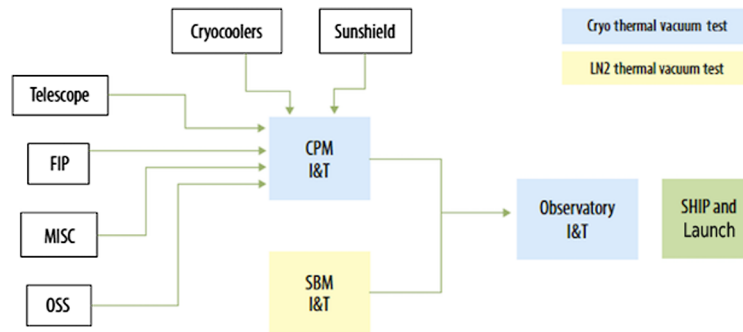 Cryocoolers
Sunshield
Cryo thermal vacuum test
LN2 thermal vacuum test
Telescope
FIP
MISC
OSS
CPM
I&T
SBM
I&T
Observatory
I&T
SHIP and
Launch